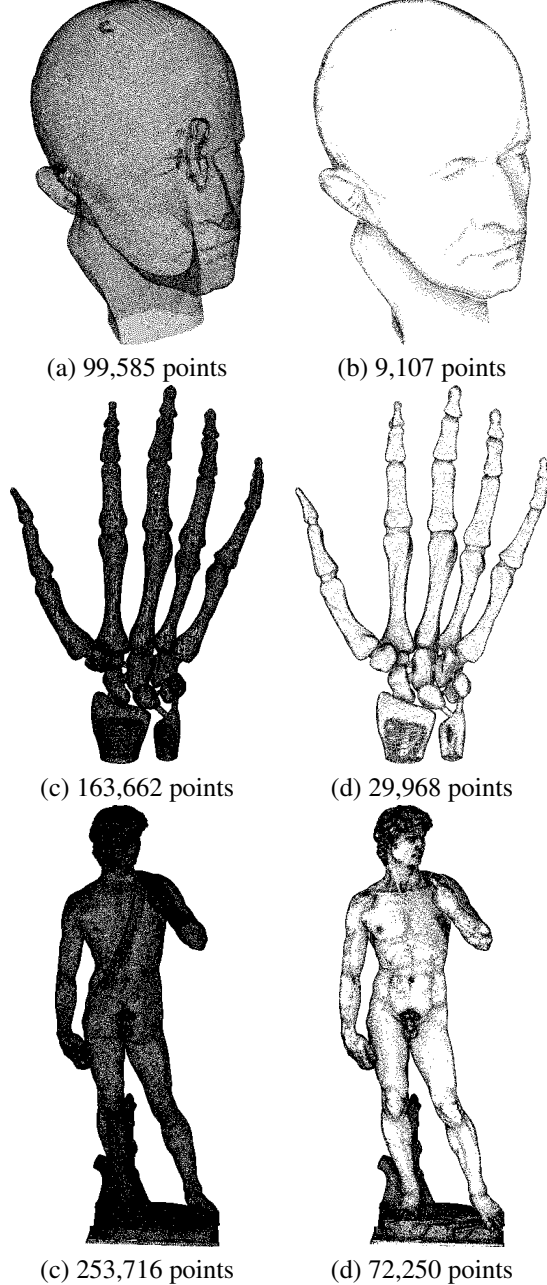 (a) 99,585 points
(b) 9,107 points
(c) 163,662 points
(d) 29,968 points
(c) 253,716 points
(d) 72,250 points